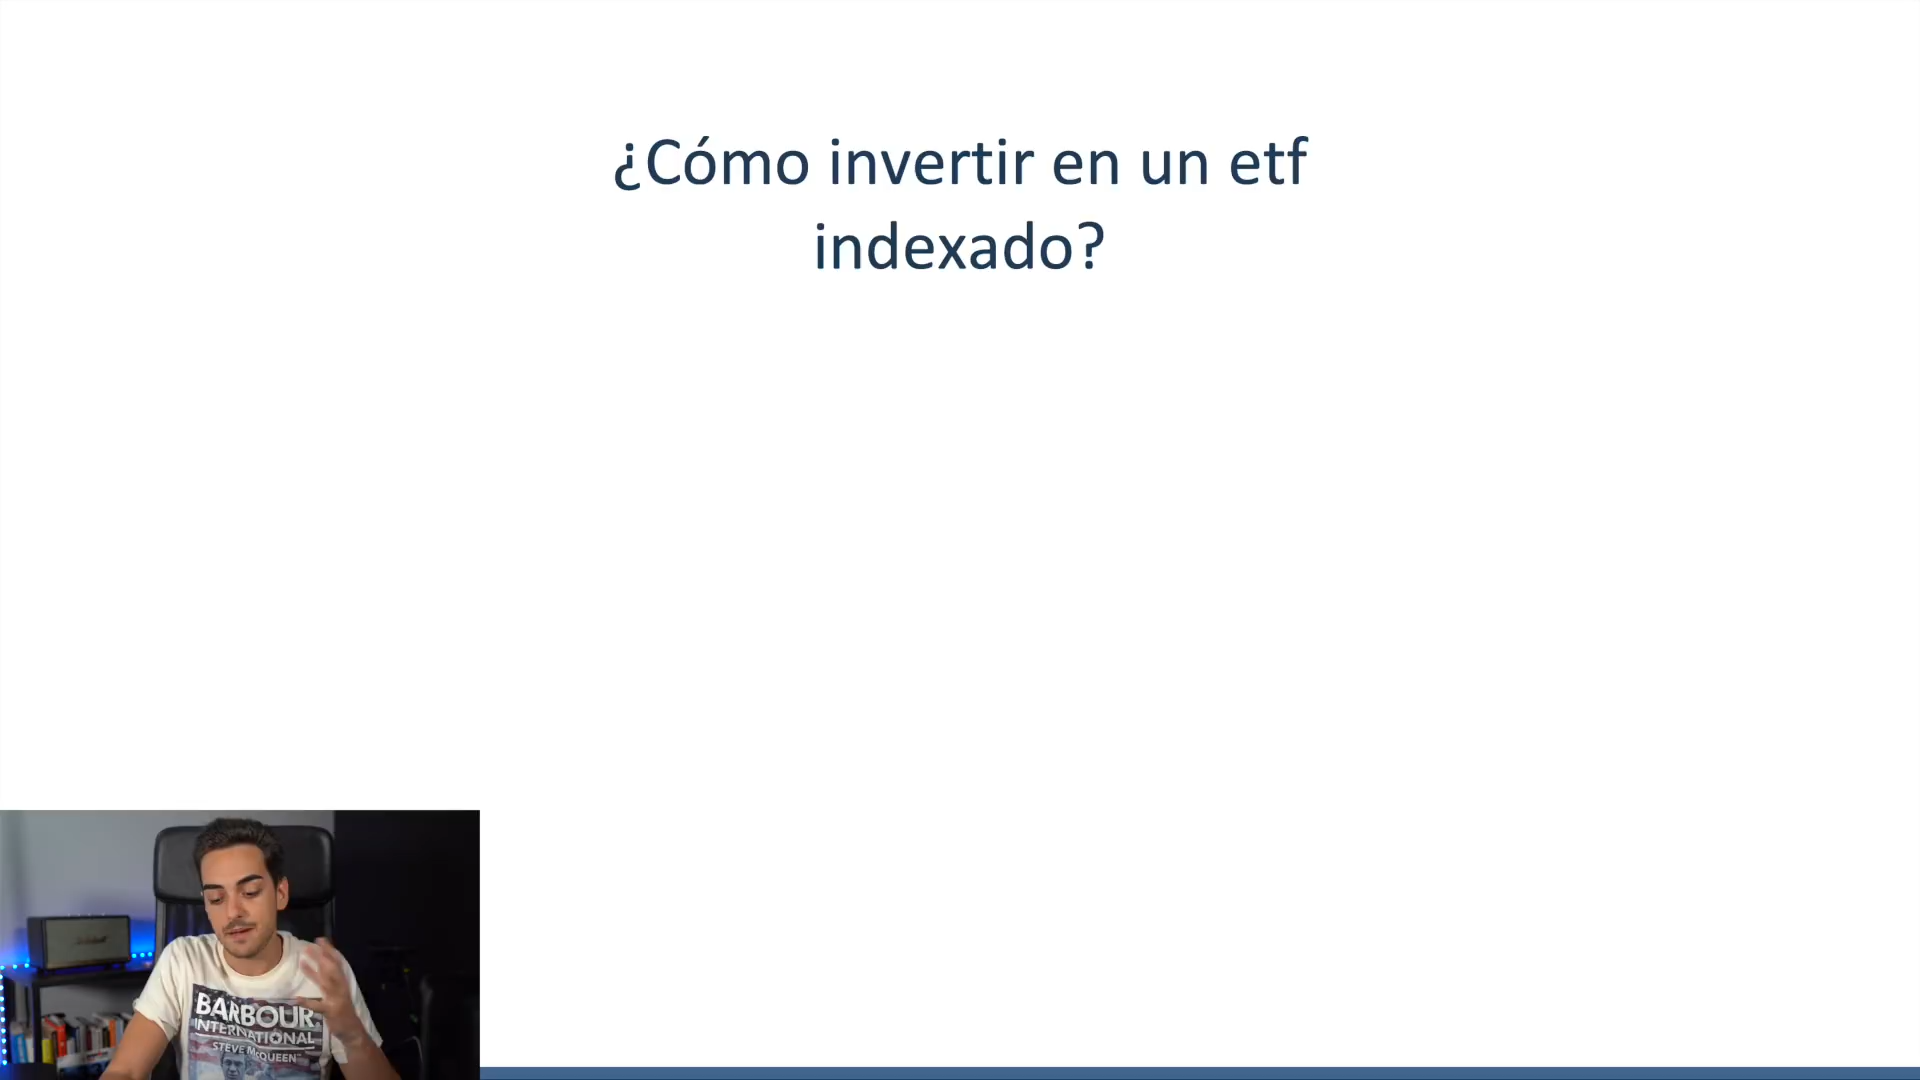 ¿Cómo invertir en un etf
indexado?
BARBOUR
INTERNATIONAL
STEVE McQUEEN